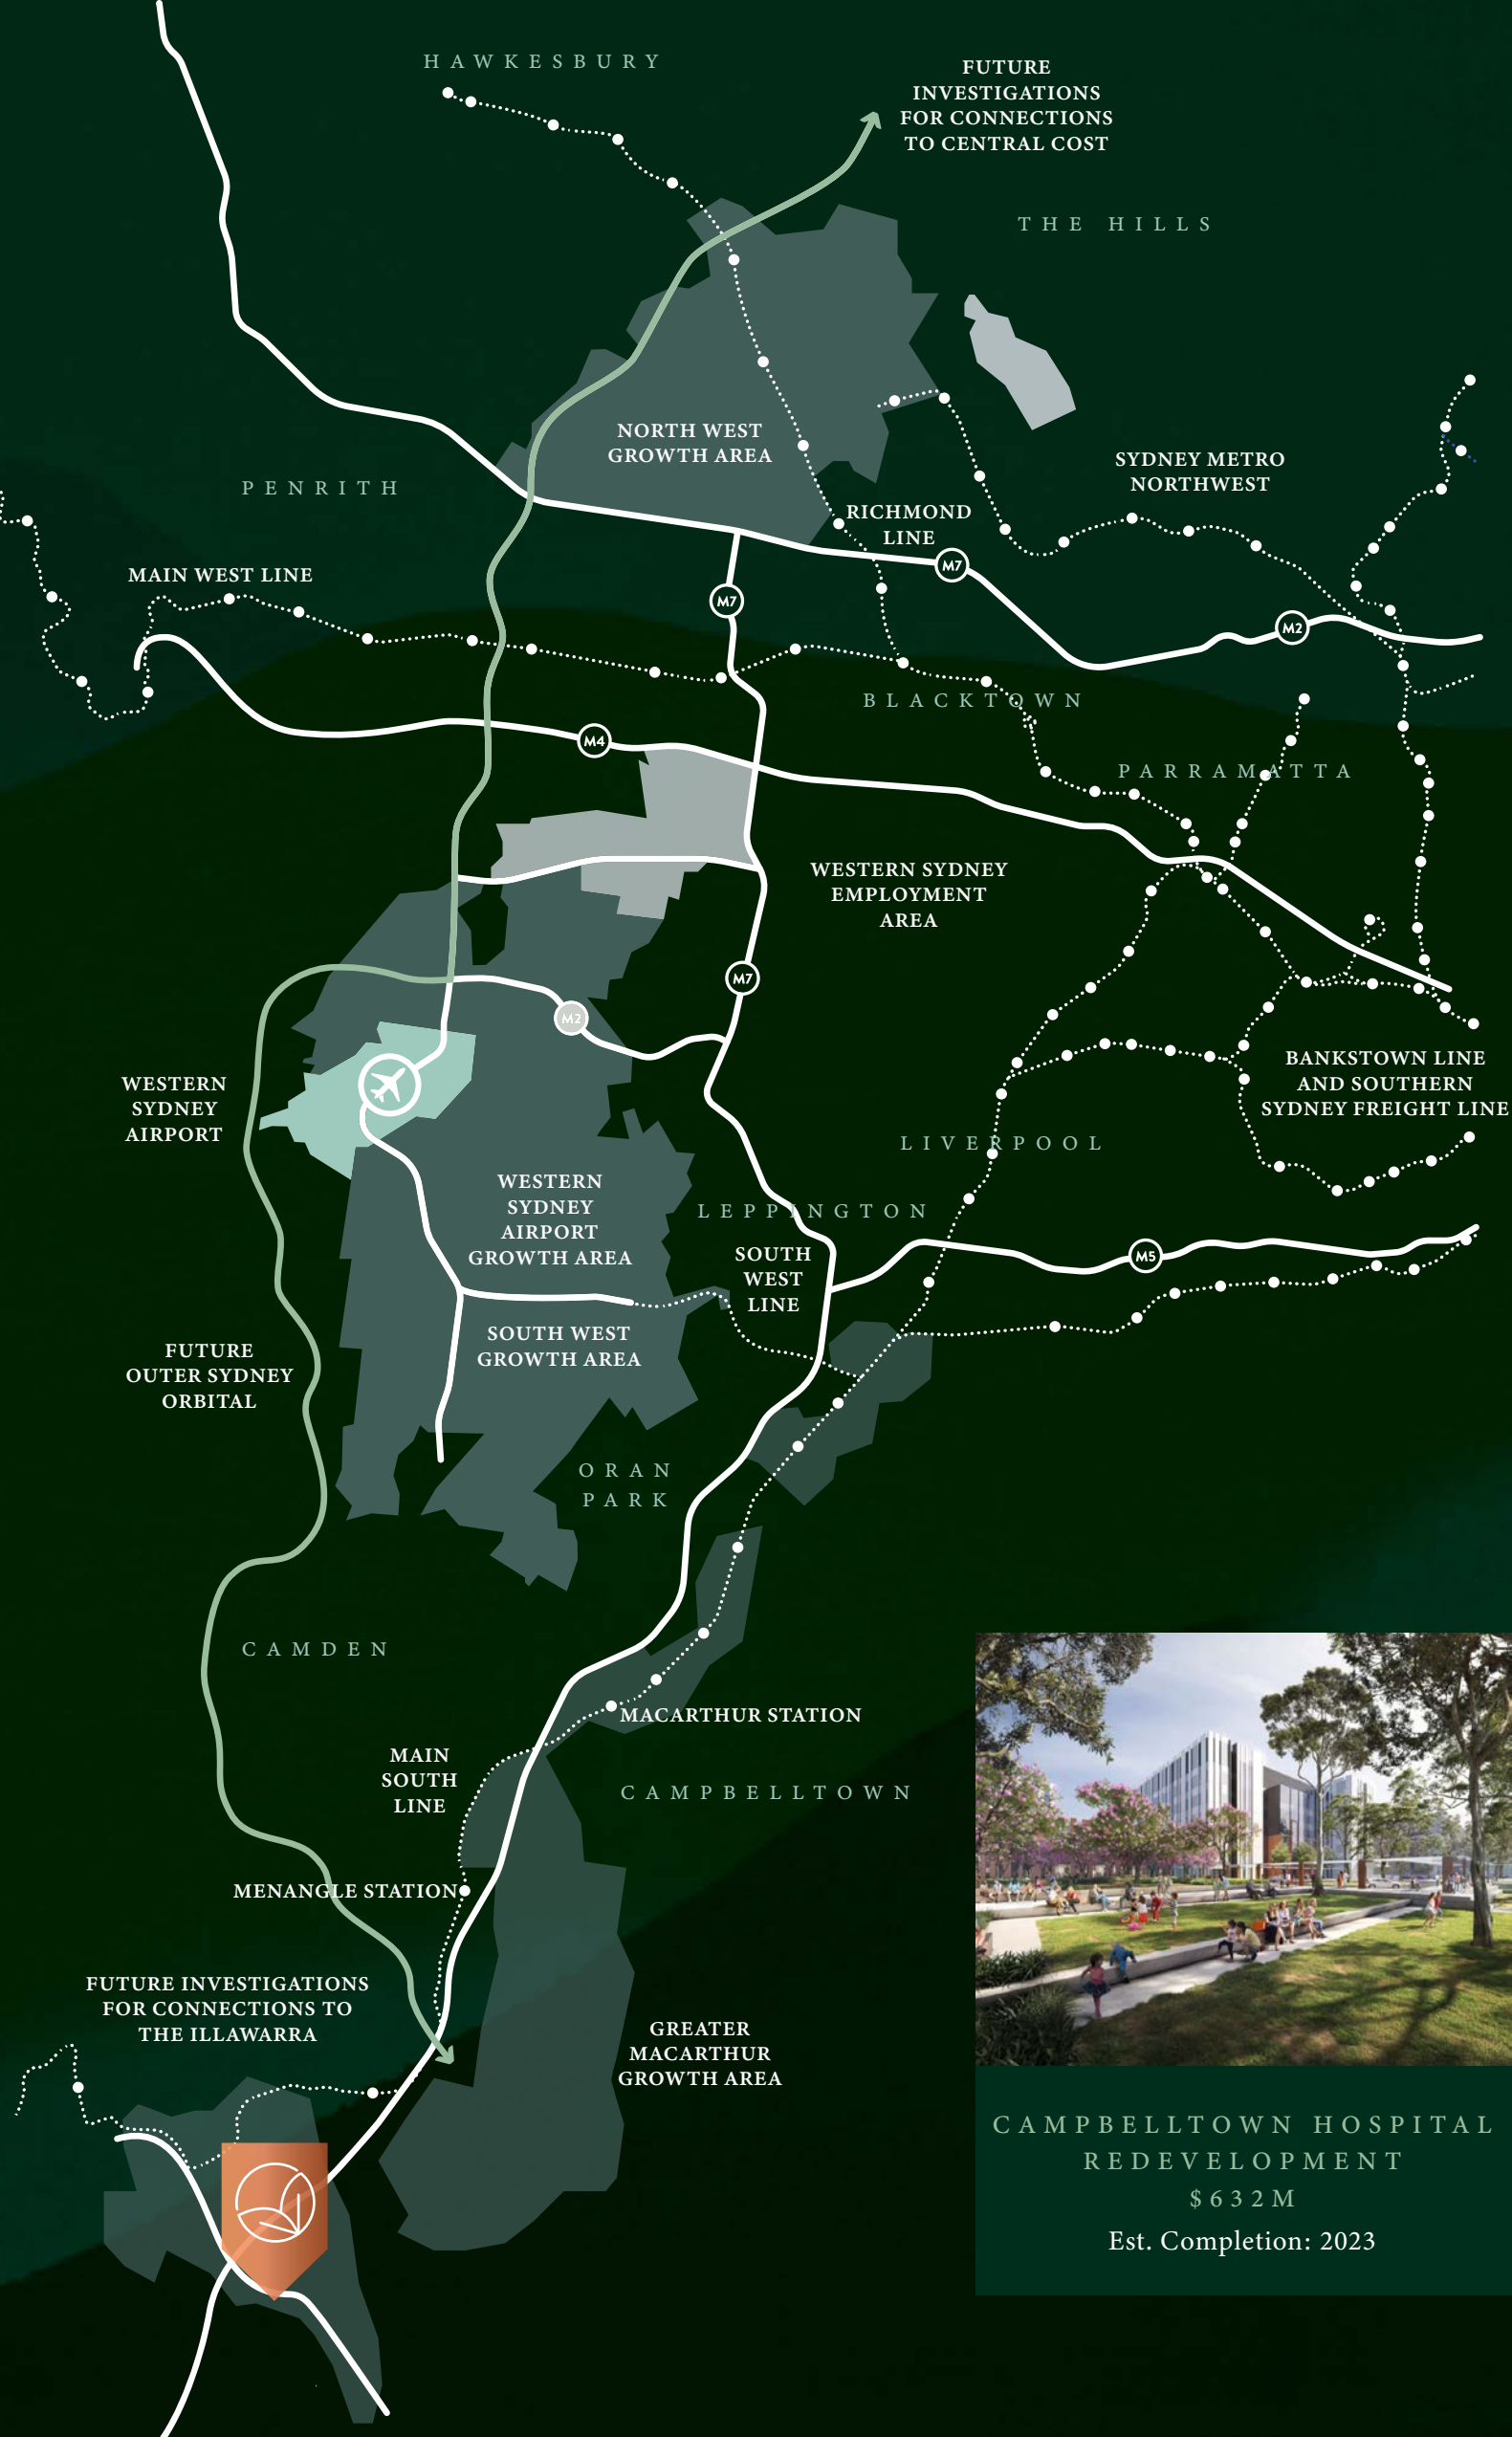 HAWKESBURY
FUTURE
INVESTIGATIONS
FOR CONNECTIONS
TO CENTRAL COST
THE HILLS
NORTH WEST
GROWTH AREA
SYDNEY METRO
NORTHWEST
PENRITH
RICHMOND
LINE
M7
MAIN WEST LINE
M7
M2
BLACKTOWN
M4
PARRAMATTA
WESTERN SYDNEY
EMPLOYMENT
AREA
M7
M2
WESTERN
SYDNEY
AIRPORT
BANKSTOWN LINE
AND SOUTHERN
SYDNEY FREIGHT LINE
LIVERPOOL
WESTERN
SYDNEY
AIRPORT
GROWTH AREA
LEPPINGTON
SOUTH
WEST
LINE
M5
SOUTH WEST
GROWTH AREA
FUTURE
OUTER SYDNEY
ORBITAL
ORAN
PARK
CAMDEN
MACARTHUR STATION
MAIN
SOUTH
LINE
CAMPBELLTOWN
MENANGLE STATION
FUTURE INVESTIGATIONS
FOR CONNECTIONS TO
THE ILLAWARRA
GREATER
MACARTHUR
GROWTH AREA
CAMPBELLTOWN HOSPITAL
REDEVELOPMENT
$632M
Est. Completion: 2023